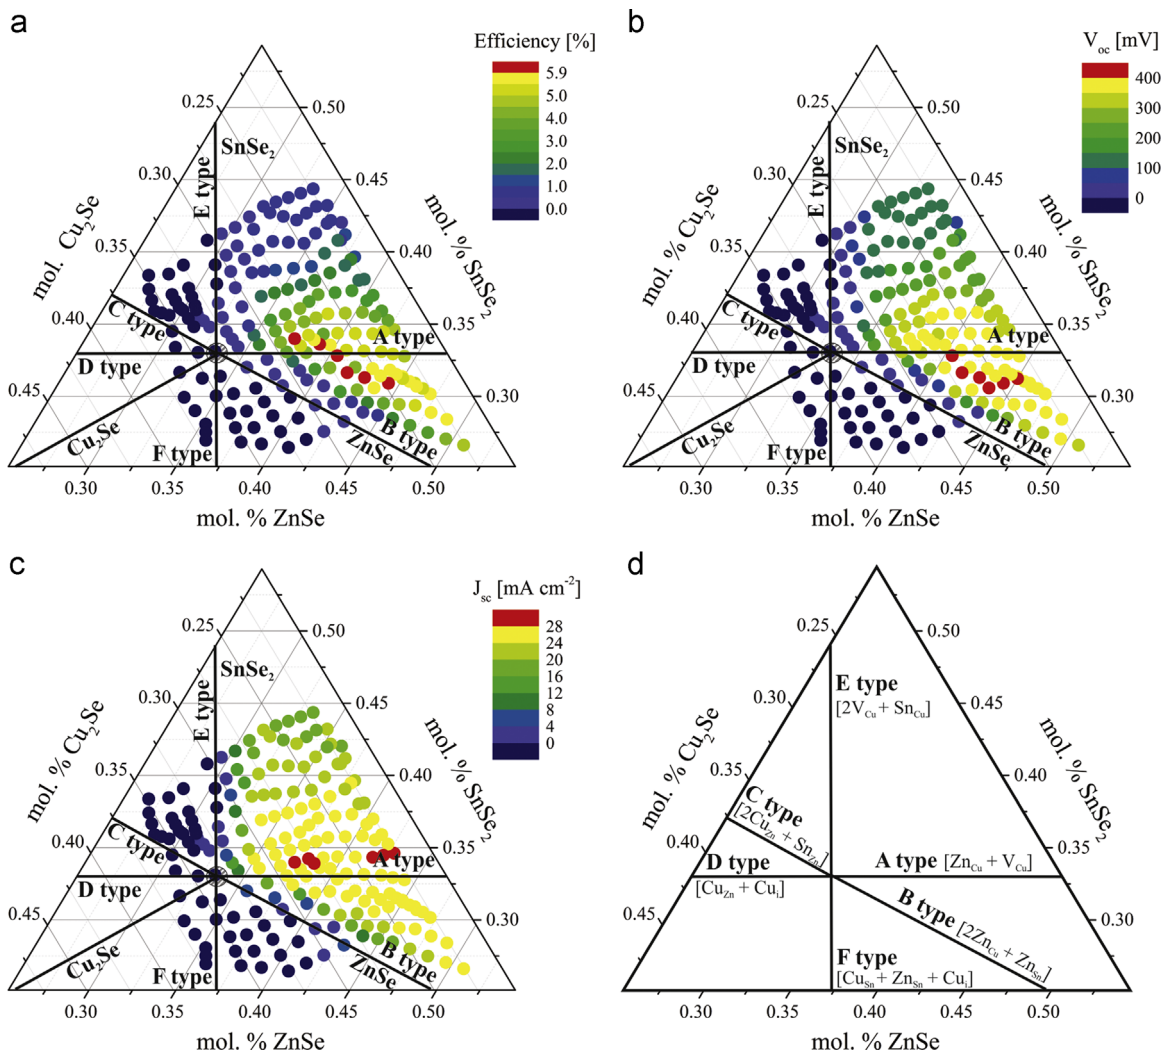 a
Efficiency [%]
5.9
5.0
4.0
3.0
2.0
1.0
0.0
0.25
0.50
SnSe₂
E type
0.30
0.45
mol. Cu₂Se
mol. % SnSe₂
0.35
0.40
C type
0.40
0.35
A type
D type
0.45
0.30
Cu₂Se
B type
F type
ZnSe
0.30
0.35
0.40
0.45
0.50
mol. % ZnSe
b
Voc [mV]
400
300
200
100
0
0.25
0.50
SnSe₂
E type
0.30
0.45
mol. % Cu₂Se
mol. % SnSe₂
0.35
0.40
C type
0.40
0.35
A type
D type
0.45
0.30
Cu₂Se
B type
F type
ZnSe
0.30
0.35
0.40
0.45
0.50
mol. % ZnSe
c
Jsc [mA cm⁻²]
28
24
20
16
12
8
4
0
0.25
0.50
SnSe₂
E type
0.30
0.45
mol. % Cu₂Se
mol. % SnSe₂
0.35
0.40
C type
0.40
0.35
A type
D type
0.45
0.30
Cu₂Se
B type
F type
ZnSe
0.30
0.35
0.40
0.45
0.50
mol. % ZnSe
d
0.25
0.50
E type
[2VCu + SnCu]
0.30
0.45
mol. % Cu₂Se
mol. % SnSe₂
0.35
0.40
C type
[2CuZn + SnZn]
0.40
0.35
D type
[CuZn + Cui]
A type [ZnCu + VCu]
B type [2ZnCu + ZnSn]
0.45
0.30
F type
[CuSn + ZnSn + Cui]
0.30
0.35
0.40
0.45
0.50
mol. % ZnSe